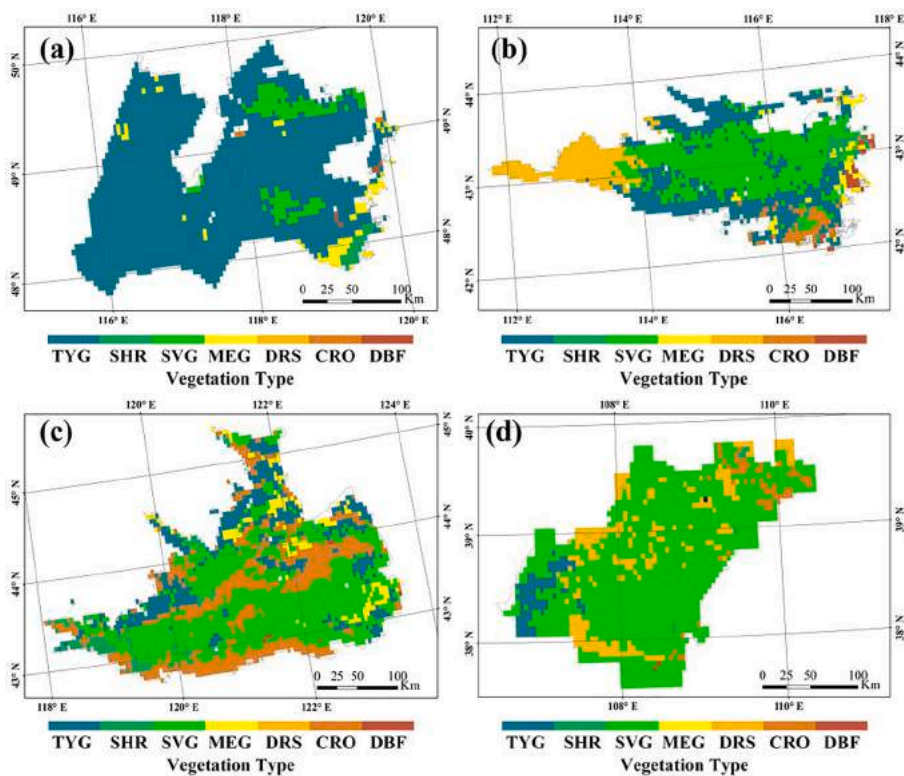 116° E 118° E 120° E
(a)
50° N
49° N
48° N
49° N
48° N
0 25 50 100
Km
116° E 118° E 120° E
TYG SHR SVG MEG DRS CRO DBF
Vegetation Type
112° E 114° E 116° E 118° E
(b)
44° N
43° N
42° N
44° N
43° N
42° N
0 25 50 100
Km
112° E 114° E 116° E
TYG SHR SVG MEG DRS CRO DBF
Vegetation Type
120° E 122° E 124° E
(c)
45° N
44° N
43° N
45° N
44° N
43° N
0 25 50 100
Km
118° E 120° E 122° E
TYG SHR SVG MEG DRS CRO DBF
Vegetation Type
108° E 110° E
(d)
40° N
39° N
38° N
40° N
39° N
38° N
0 25 50 100
Km
108° E 110° E
TYG SHR SVG MEG DRS CRO DBF
Vegetation Type